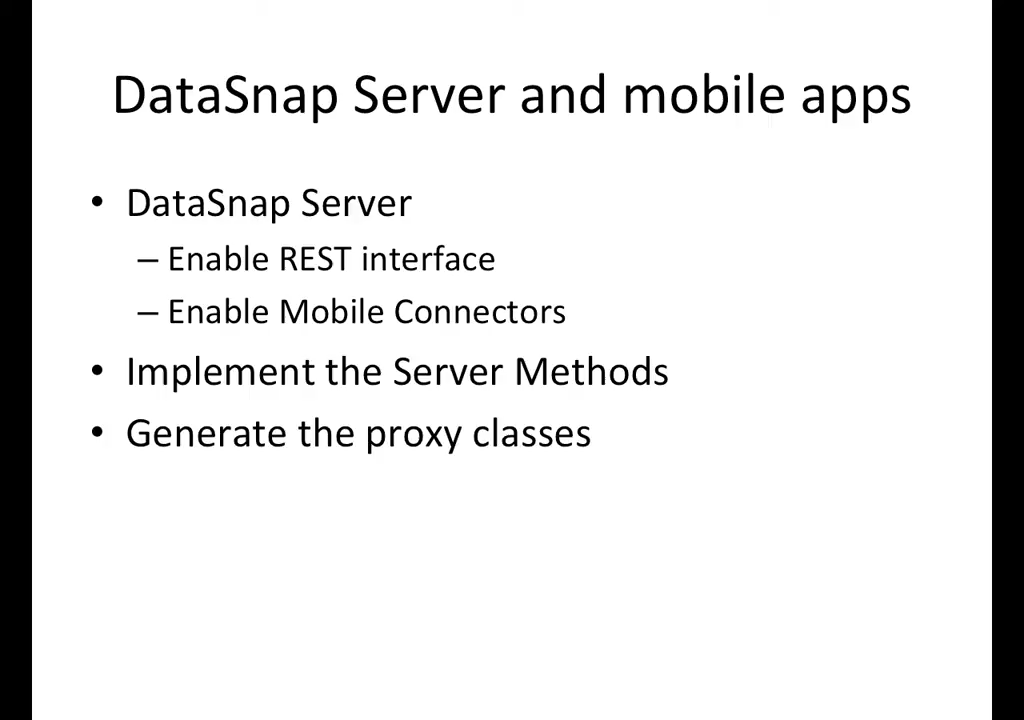 DataSnap Server and mobile apps
• DataSnap Server
– Enable REST interface
– Enable Mobile Connectors
• Implement the Server Methods
• Generate the proxy classes